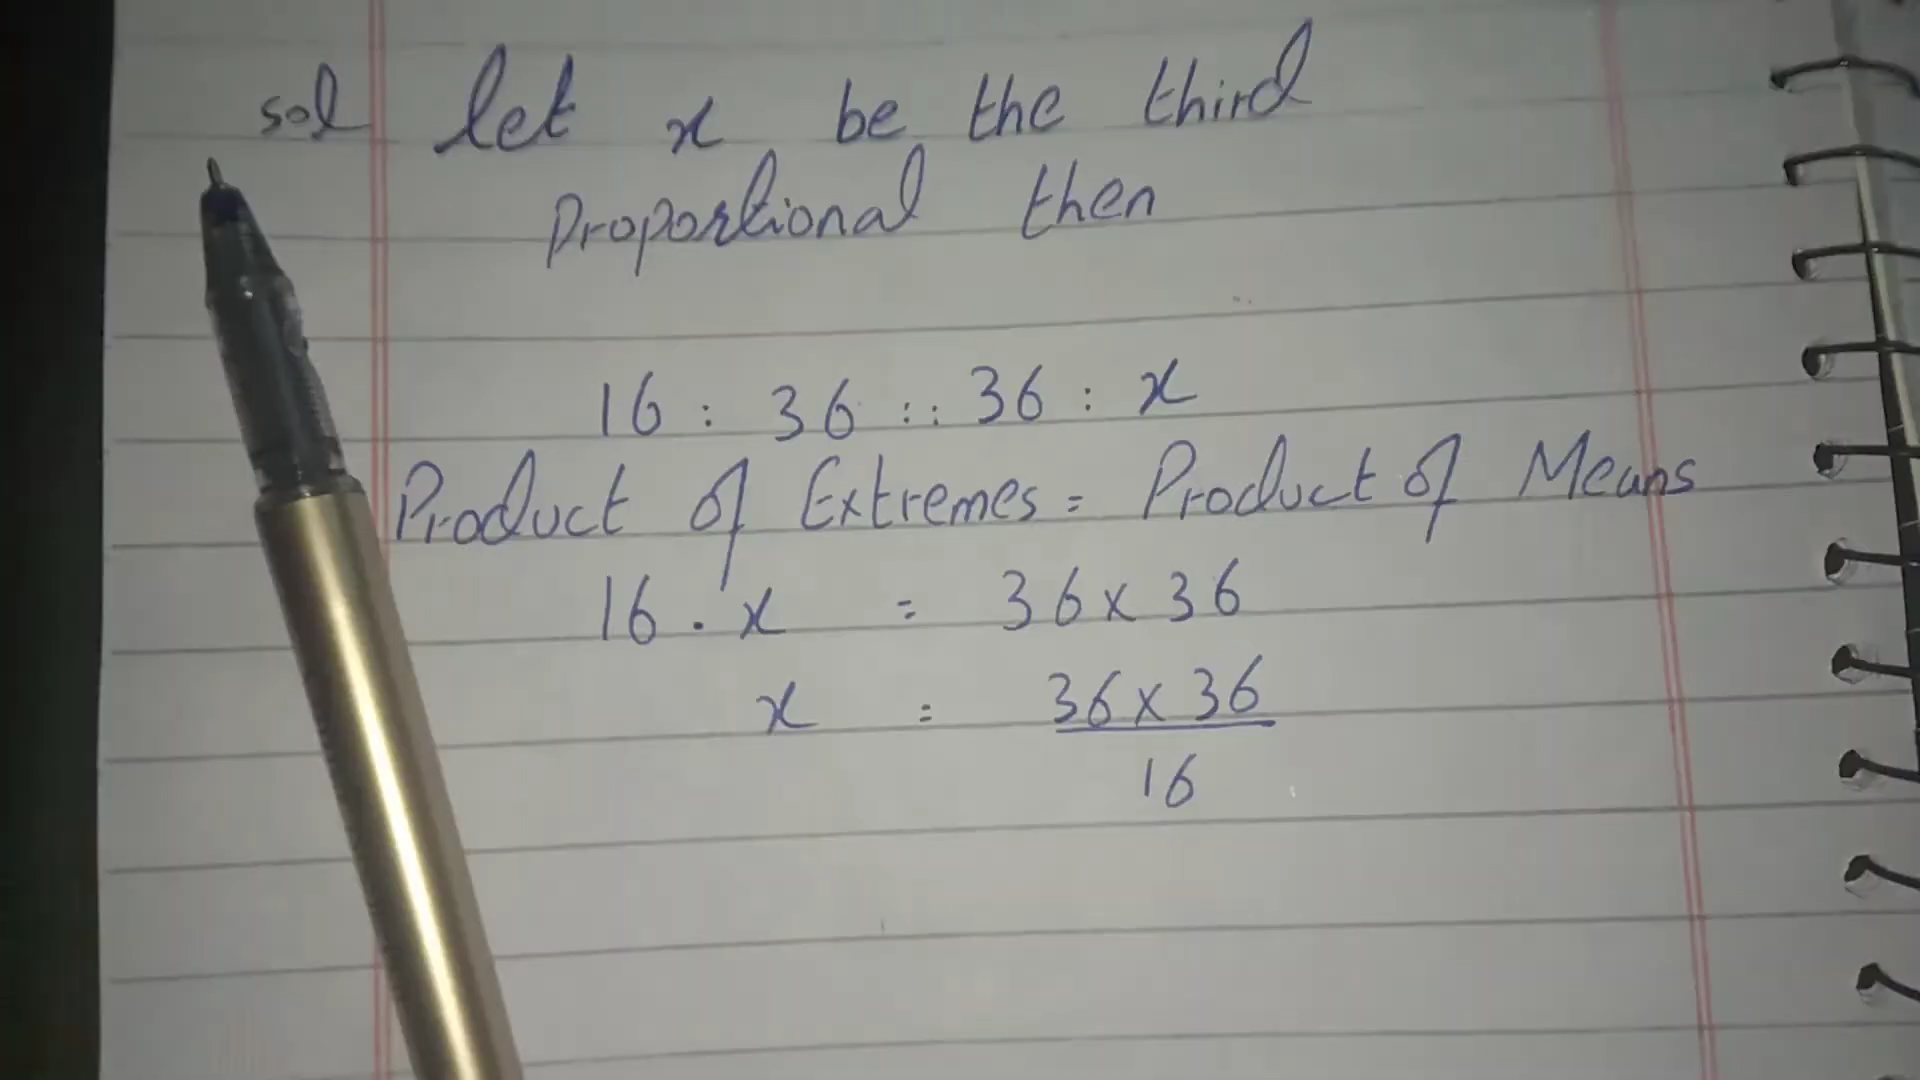 sol let x be the third
Proportional then
16 : 36 :: 36 : x
Product of Extremes = Product of Means
16 . x = 36 x 36
x = 36 x 36
16